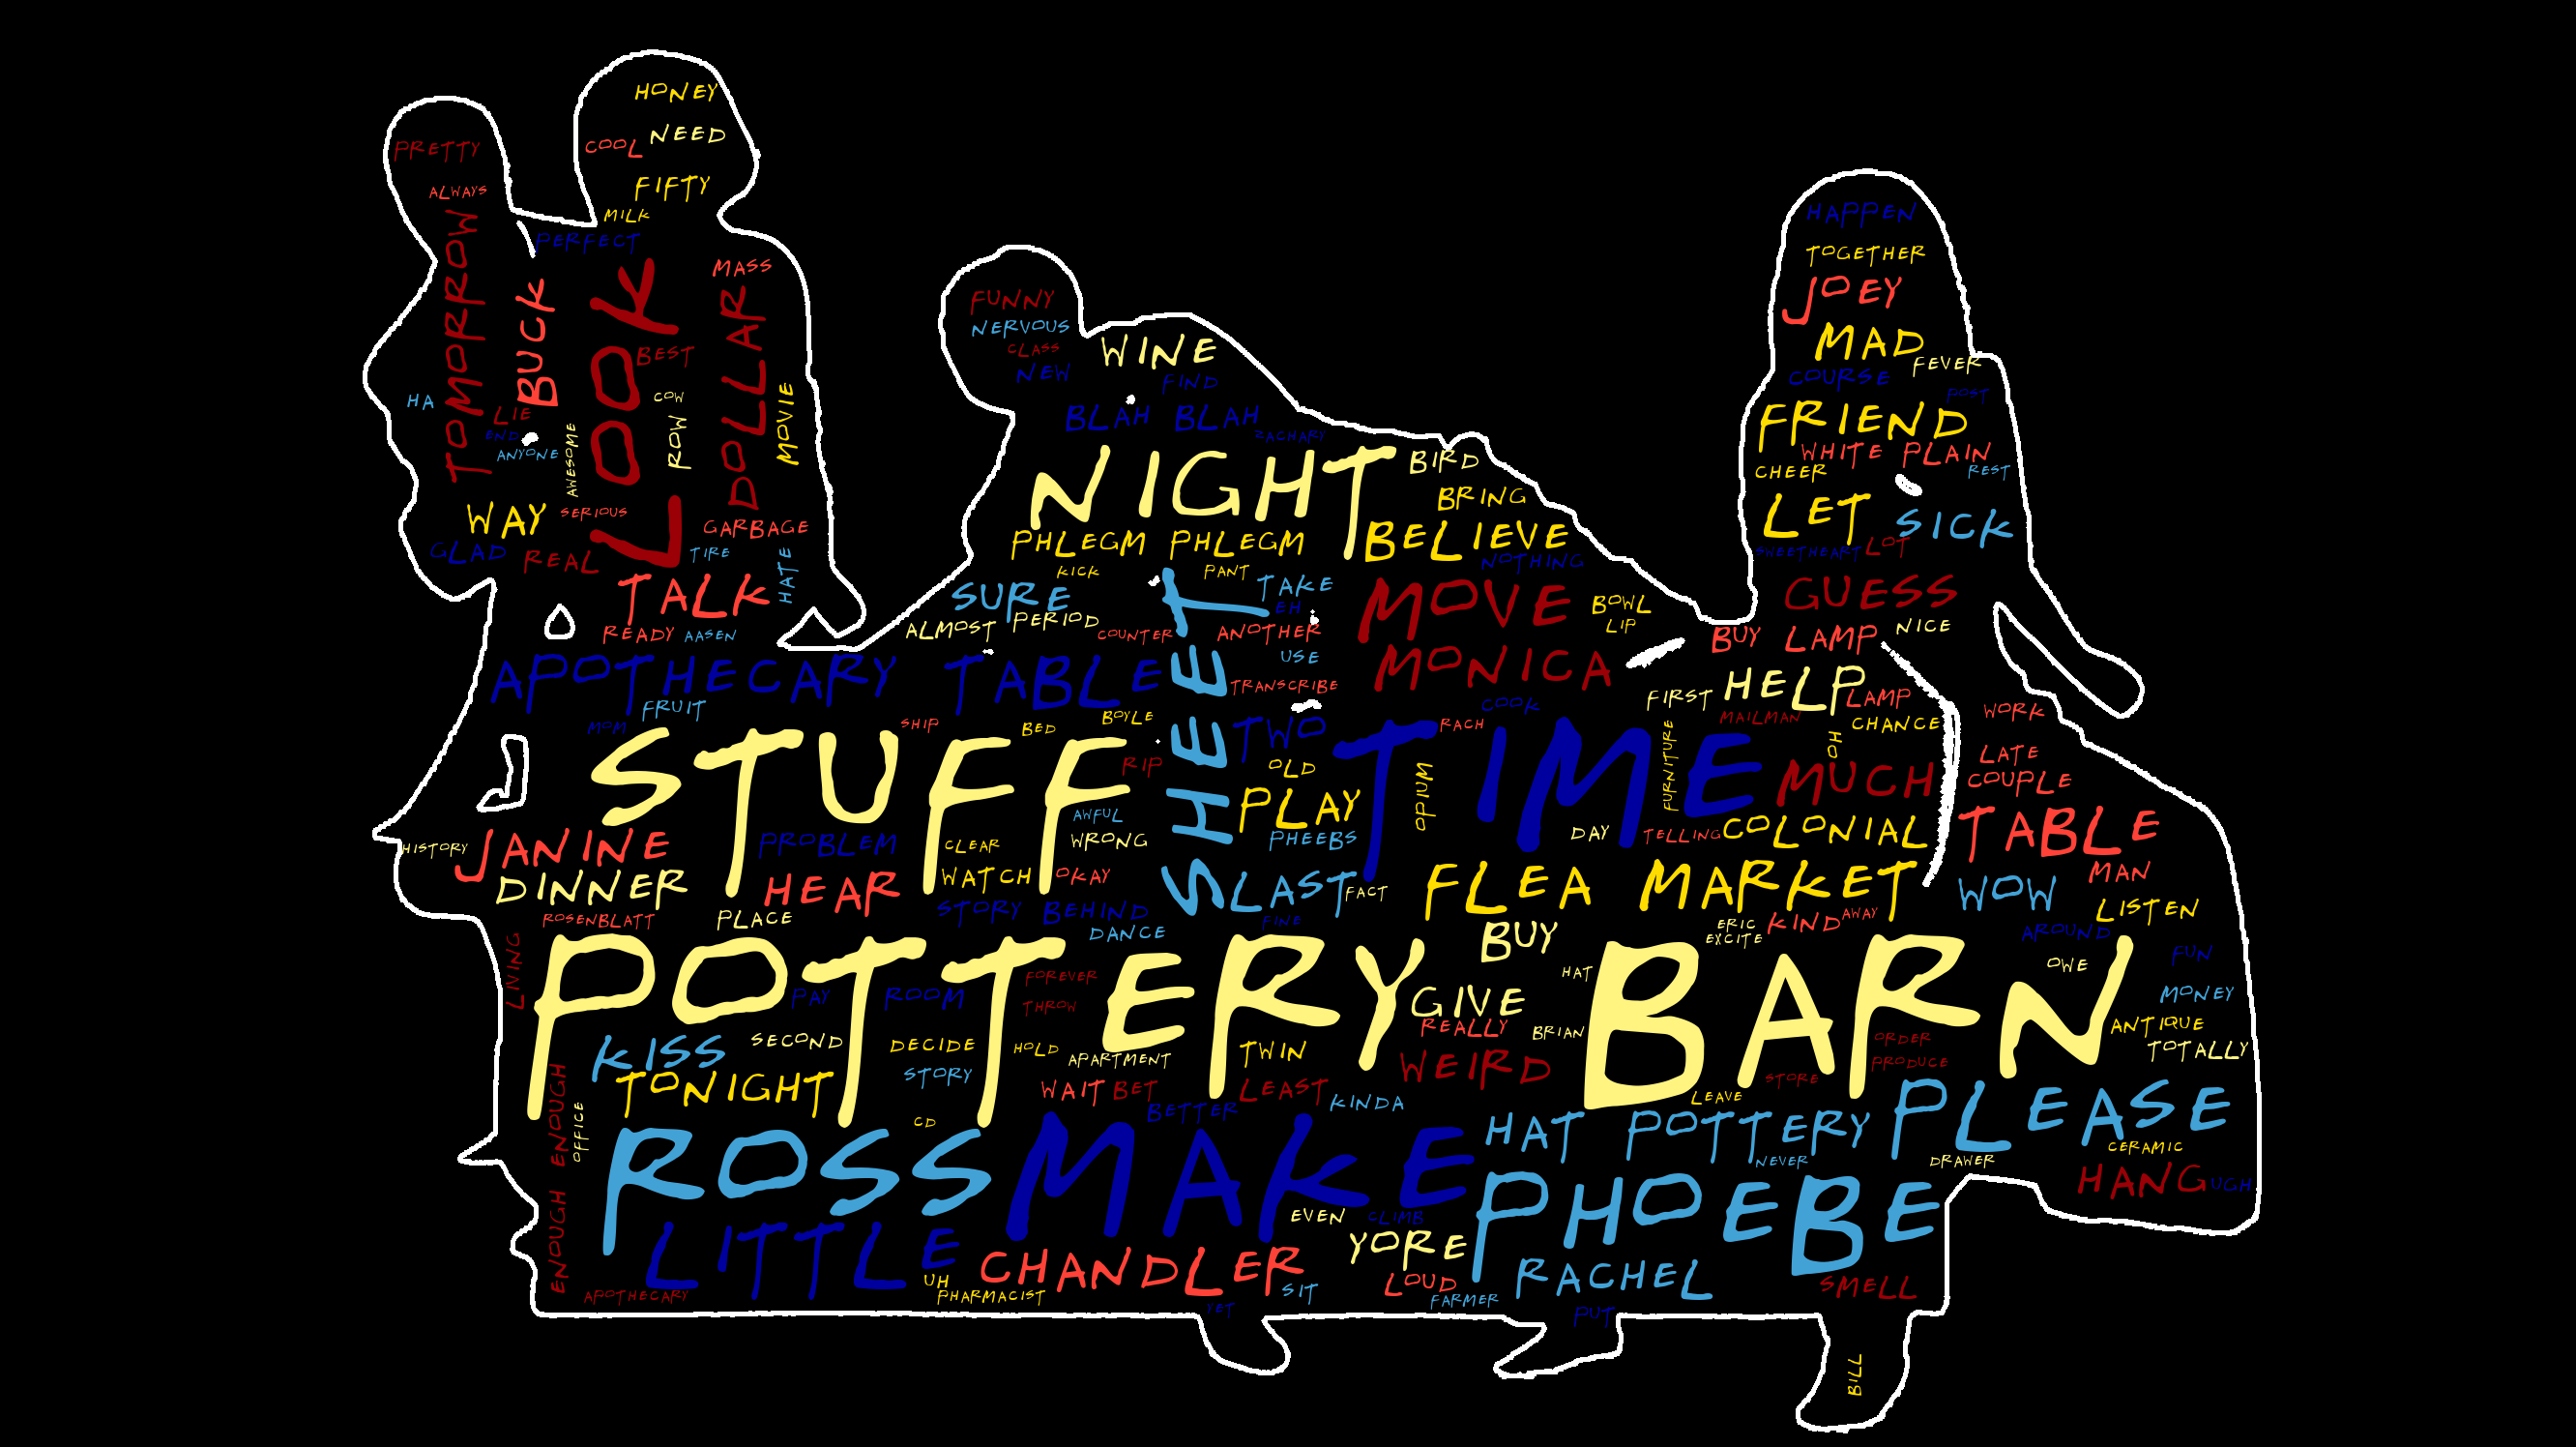 HONEY
NEED
COOL
PRETTY
FIFTY
ALWAYS
MILK
HAPPEN
PERFECT
TOGETHER
MASS
TOMORROW
BUCK
LOOK
DOLLAR
JOEY
FUNNY
NERVOUS
MAD
CLASS
WINE
BEST
FEVER
NEW
FIND
COURSE
POST
COW
HA
LIE
MOVIE
BLAH BLAH
FRIEND
END
ZACHARY
ROW
ANYONE
AWESOME
WHITE PLAIN
BIRD
CHEER
REST
NIGHT
BRING
WAY
SERIOUS
LET
SICK
GARBAGE
PHLEGM PHLEGM
BELIEVE
GLAD
REAL
TIRE
SWEETHEART
LOT
NOTHING
KICK
PANT
HATE
TALK
SURE
TAKE
GUESS
EH
MOVE
BOWL
LIP
ALMOST
PERIOD
READY
AASEN
COUNTER
ANOTHER
BUY LAMP
NICE
SHEET
USE
APOTHECARY TABLE
TRANSCRIBE
MONICA
FIRST
HELP
LAMP
FRUIT
COOK
MOM
SHIP
BED
BOYLE
TWO
RACH
MAILMAN
CHANCE
WORK
STUFF
TIME
OH
LATE
RIP
OLD
OPIUM
FURNITURE
MUCH
COUPLE
PLAY
AWFUL
PROBLEM
CLEAR
WRONG
PHEEBS
DAY
TELLING
COLONIAL
TABLE
HISTORY
JANINE
DINNER
HEAR
WATCH
OKAY
LAST
FACT
FLEA MARKET
WOW
MAN
ROSENBLATT
PLACE
STORY BEHIND
FINE
DANCE
BUY
ERIC
EXCITE
KIND
AWAY
LISTEN
AROUND
LIVING
POTTERY BARN
FUN
OWE
HAT
FOREVER
PAY
ROOM
THROW
GIVE
MONEY
REALLY
BRIAN
ANTIQUE
ORDER
KISS
SECOND
DECIDE
HOLD
APARTMENT
TWIN
TOTALLY
PRODUCE
STORY
WEIRD
STORE
TONIGHT
WAIT
BET
LEAST
KINDA
LEAVE
PLEASE
ENOUGH ENOUGH
OFFICE
CD
BETTER
ROSS
MAKE
HAT POTTERY
CERAMIC
NEVER
DRAWER
HANG
UGH
PHOEBE
EVEN
CLIMB
LITTLE
YORE
CHANDLER
RACHEL
UH
SIT
LOUD
SMELL
APOTHECARY
PHARMACIST
FARMER
YET
PUT
BILL